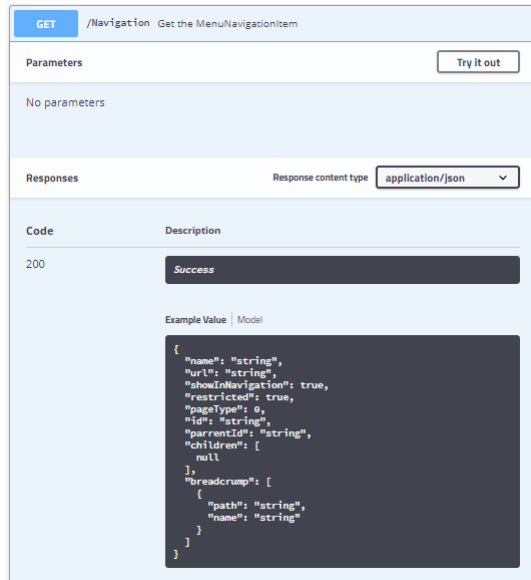 GET /Navigation Get the MenuNavigationItem
Parameters Try it out
No parameters
Responses Response content type application/json
Code Description
200 Success
Example Value Model
{
"name": "string",
"url": "string",
"showInNavigation": true,
"restricted": true,
"pageType": 0,
"id": "string",
"parrentId": "string",
"children": [
null
],
"breadcrump": [
{
"path": "string",
"name": "string"
}
]
}